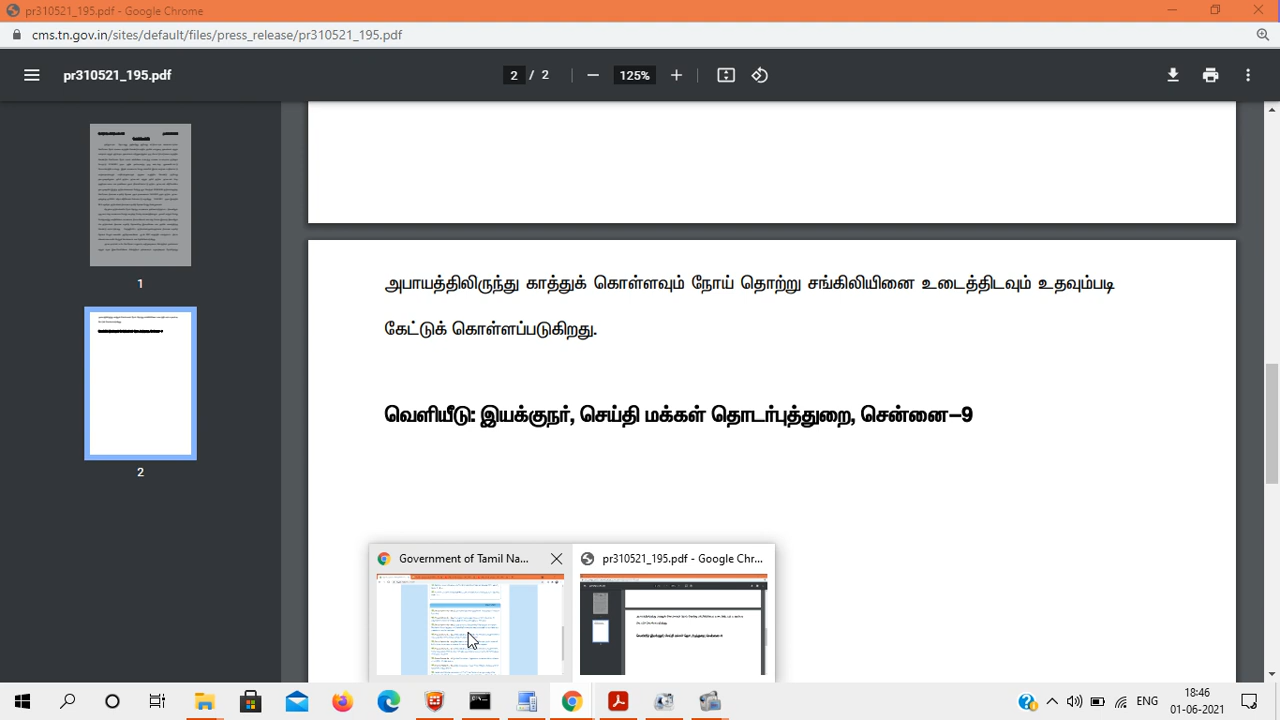 pr310521_195.pdf - Google Chrome
cms.tn.gov.in/sites/default/files/press_release/pr310521_195.pdf
pr310521_195.pdf
2 / 2
125%
1
2
அபாயத்திலிருந்து காத்துக் கொள்ளவும் நோய் தொற்று சங்கிலியினை உடைத்திடவும் உதவும்படி
கேட்டுக் கொள்ளப்படுகிறது.
வெளியீடு: இயக்குநர், செய்தி மக்கள் தொடர்புத்துறை, சென்னை-9
Government of Tamil Na...
pr310521_195.pdf - Google Chr...
ENG
8:46
01-06-2021